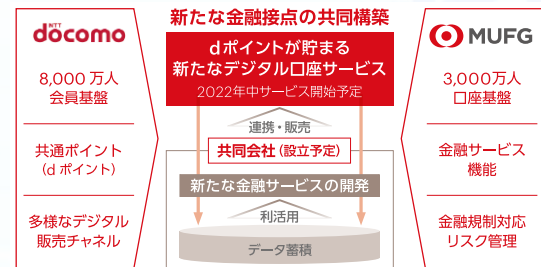 新たな金融接点の共同構築
NTT
döcomo
8,000万人
会員基盤
共通ポイント
(dポイント)
多様なデジタル
販売チャネル
dポイントが貯まる
新たなデジタル口座サービス
2022年中サービス開始予定
連携・販売
共同会社(設立予定)
新たな金融サービスの開発
利活用
データ蓄積
MUFG
3,000万人
口座基盤
金融サービス
機能
金融規制対応
リスク管理